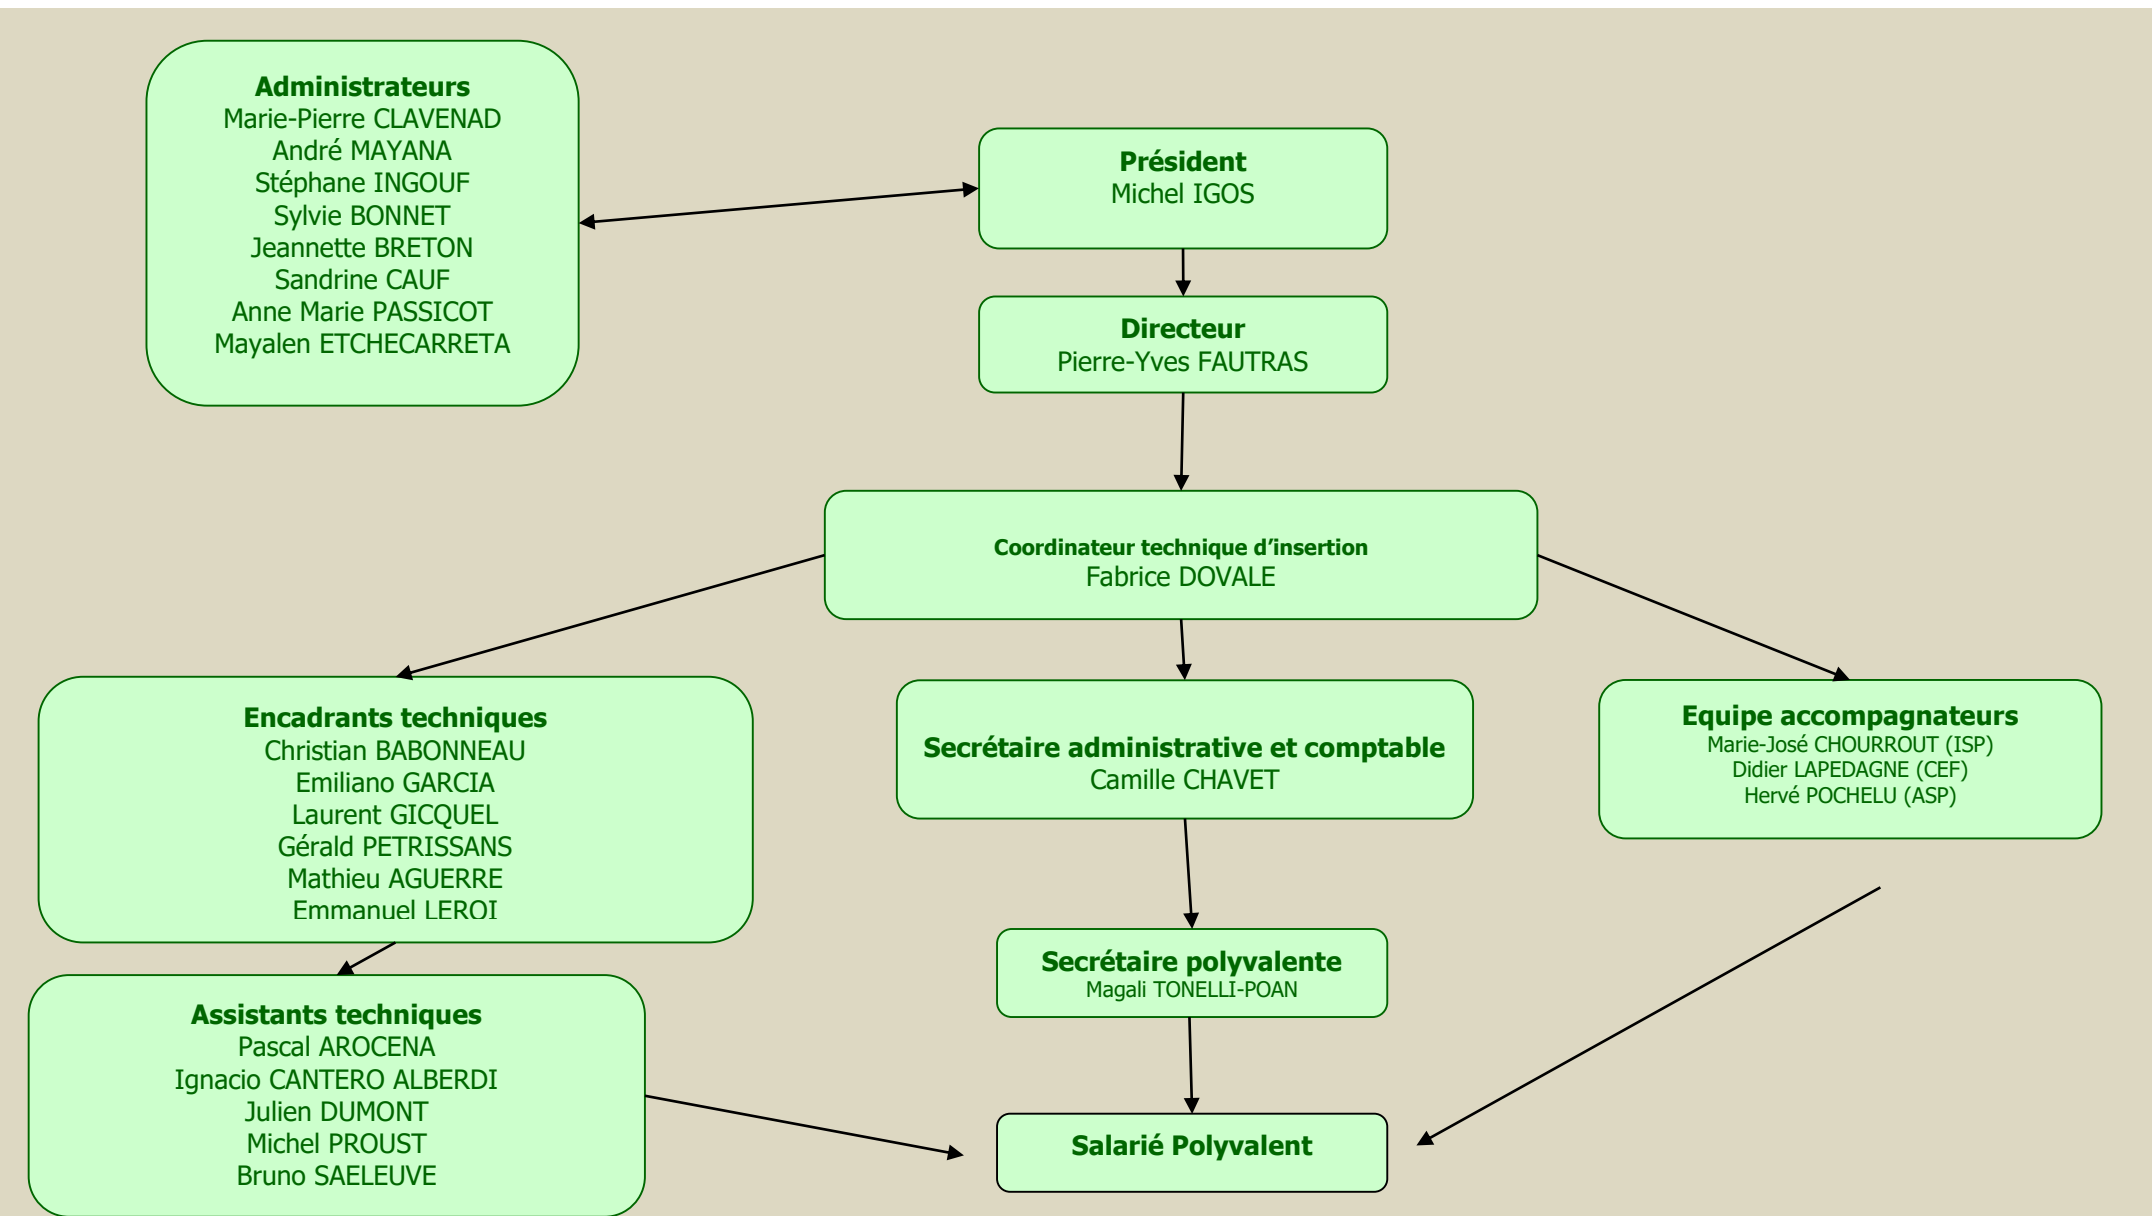 Administrateurs
Marie-Pierre CLAVENAD
André MAYANA
Stéphane INGOUF
Sylvie BONNET
Jeannette BRETON
Sandrine CAUF
Anne Marie PASSICOT
Mayalen ETCHECARRETA
Président
Michel IGOS
Directeur
Pierre-Yves FAUTRAS
Coordinateur technique d’insertion
Fabrice DOVALE
Encadrants techniques
Christian BABONNEAU
Emiliano GARCIA
Laurent GICQUEL
Gérald PETRISSANS
Mathieu AGUERRE
Emmanuel LEROI
Secrétaire administrative et comptable
Camille CHAVET
Equipe accompagnateurs
Marie-José CHOURROUT (ISP)
Didier LAPEDAGNE (CEF)
Hervé POCHELU (ASP)
Assistants techniques
Pascal AROCENA
Ignacio CANTERO ALBERDI
Julien DUMONT
Michel PROUST
Bruno SAELEUVE
Secrétaire polyvalente
Magali TONELLI-POAN
Salarié Polyvalent